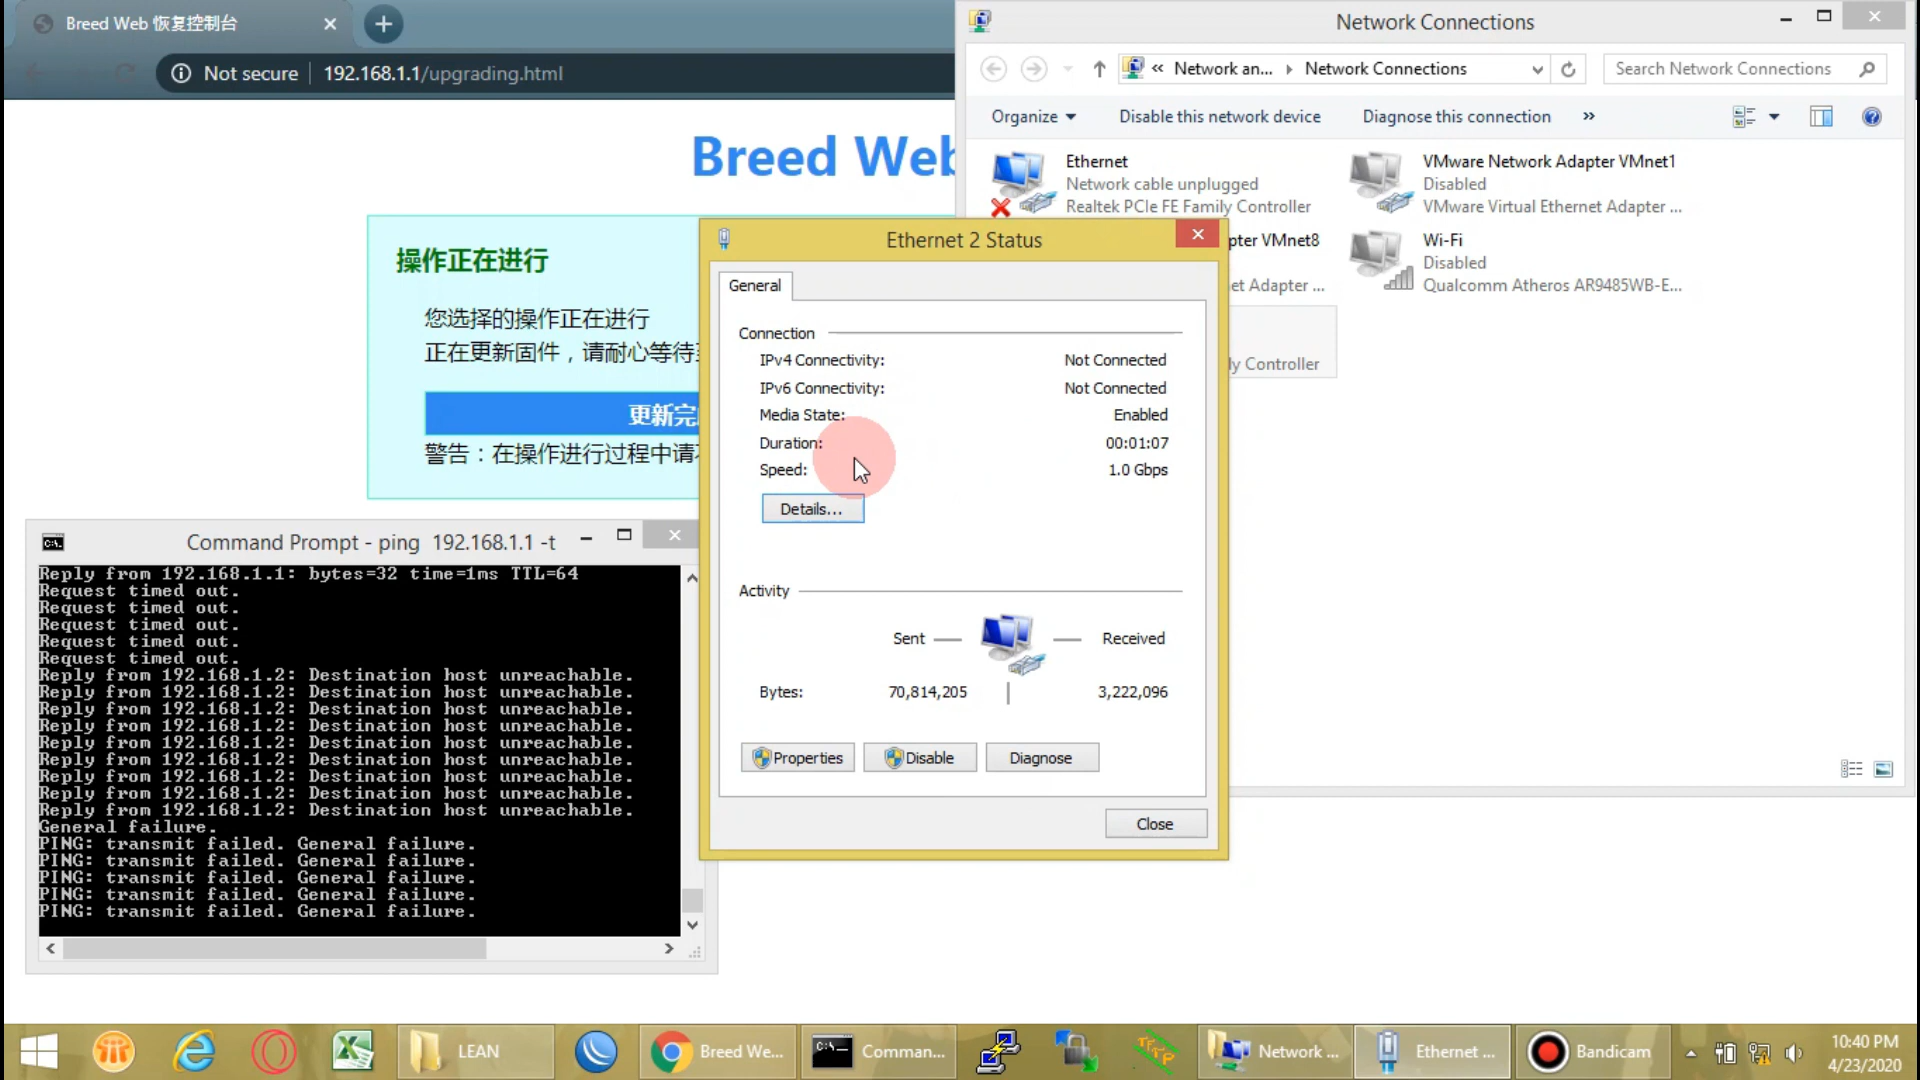 Breed Web 恢复控制台
Not secure
192.168.1.1/upgrading.html
Breed Web
操作正在进行
您选择的操作正在进行
正在更新固件，请耐心等待
更新完
警告：在操作进行过程中请
Command Prompt - ping 192.168.1.1 -t
Reply from 192.168.1.1: bytes=32 time=1ms TTL=64
Request timed out.
Request timed out.
Request timed out.
Request timed out.
Request timed out.
Reply from 192.168.1.2: Destination host unreachable.
Reply from 192.168.1.2: Destination host unreachable.
Reply from 192.168.1.2: Destination host unreachable.
Reply from 192.168.1.2: Destination host unreachable.
Reply from 192.168.1.2: Destination host unreachable.
Reply from 192.168.1.2: Destination host unreachable.
Reply from 192.168.1.2: Destination host unreachable.
Reply from 192.168.1.2: Destination host unreachable.
Reply from 192.168.1.2: Destination host unreachable.
General failure.
PING: transmit failed. General failure.
PING: transmit failed. General failure.
PING: transmit failed. General failure.
PING: transmit failed. General failure.
PING: transmit failed. General failure.
Network Connections
Network an...
Network Connections
Search Network Connections
Organize
Disable this network device
Diagnose this connection
»
Ethernet
Network cable unplugged
Realtek PCIe FE Family Controller
VMware Network Adapter VMnet1
Disabled
VMware Virtual Ethernet Adapter ...
pter VMnet8
et Adapter ...
Wi-Fi
Disabled
Qualcomm Atheros AR9485WB-E...
ly Controller
Ethernet 2 Status
General
Connection
IPv4 Connectivity: Not Connected
IPv6 Connectivity: Not Connected
Media State: Enabled
Duration: 00:01:07
Speed: 1.0 Gbps
Details...
Activity
Sent
Received
Bytes: 70,814,205 3,222,096
Properties
Disable
Diagnose
Close
LEAN
Breed We...
Comman...
TFTP
Network ...
Ethernet ...
Bandicam
10:40 PM
4/23/2020